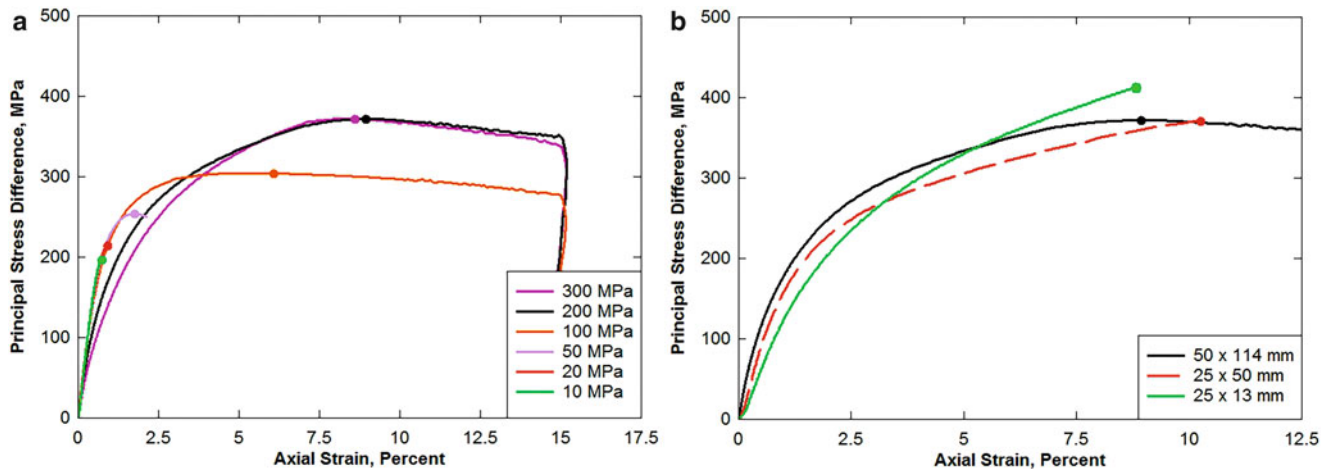 a
500
400
300
200
100
0
Principal Stress Difference, MPa
0
2.5
5
7.5
10
12.5
15
17.5
Axial Strain, Percent
300 MPa
200 MPa
100 MPa
50 MPa
20 MPa
10 MPa
b
500
400
300
200
100
0
Principal Stress Difference, MPa
0
2.5
5
7.5
10
12.5
Axial Strain, Percent
50 x 114 mm
25 x 50 mm
25 x 13 mm